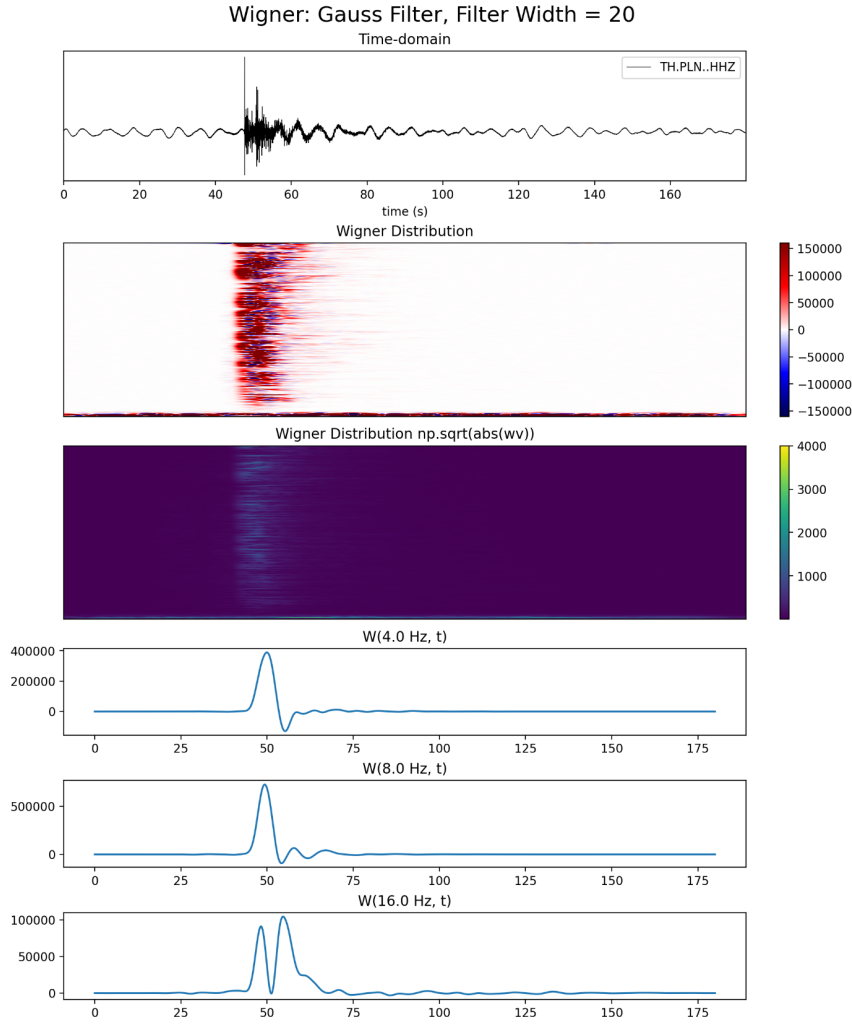 Wigner: Gauss Filter, Filter Width = 20
Time-domain
TH.PLN..HHZ
0 20 40 60 80 100 120 140 160
time (s)
Wigner Distribution
150000
100000
50000
0
−50000
−100000
−150000
Wigner Distribution np.sqrt(abs(wv))
4000
3000
2000
1000
W(4.0 Hz, t)
400000
200000
0
0 25 50 75 100 125 150 175
W(8.0 Hz, t)
500000
0
0 25 50 75 100 125 150 175
W(16.0 Hz, t)
100000
50000
0
0 25 50 75 100 125 150 175